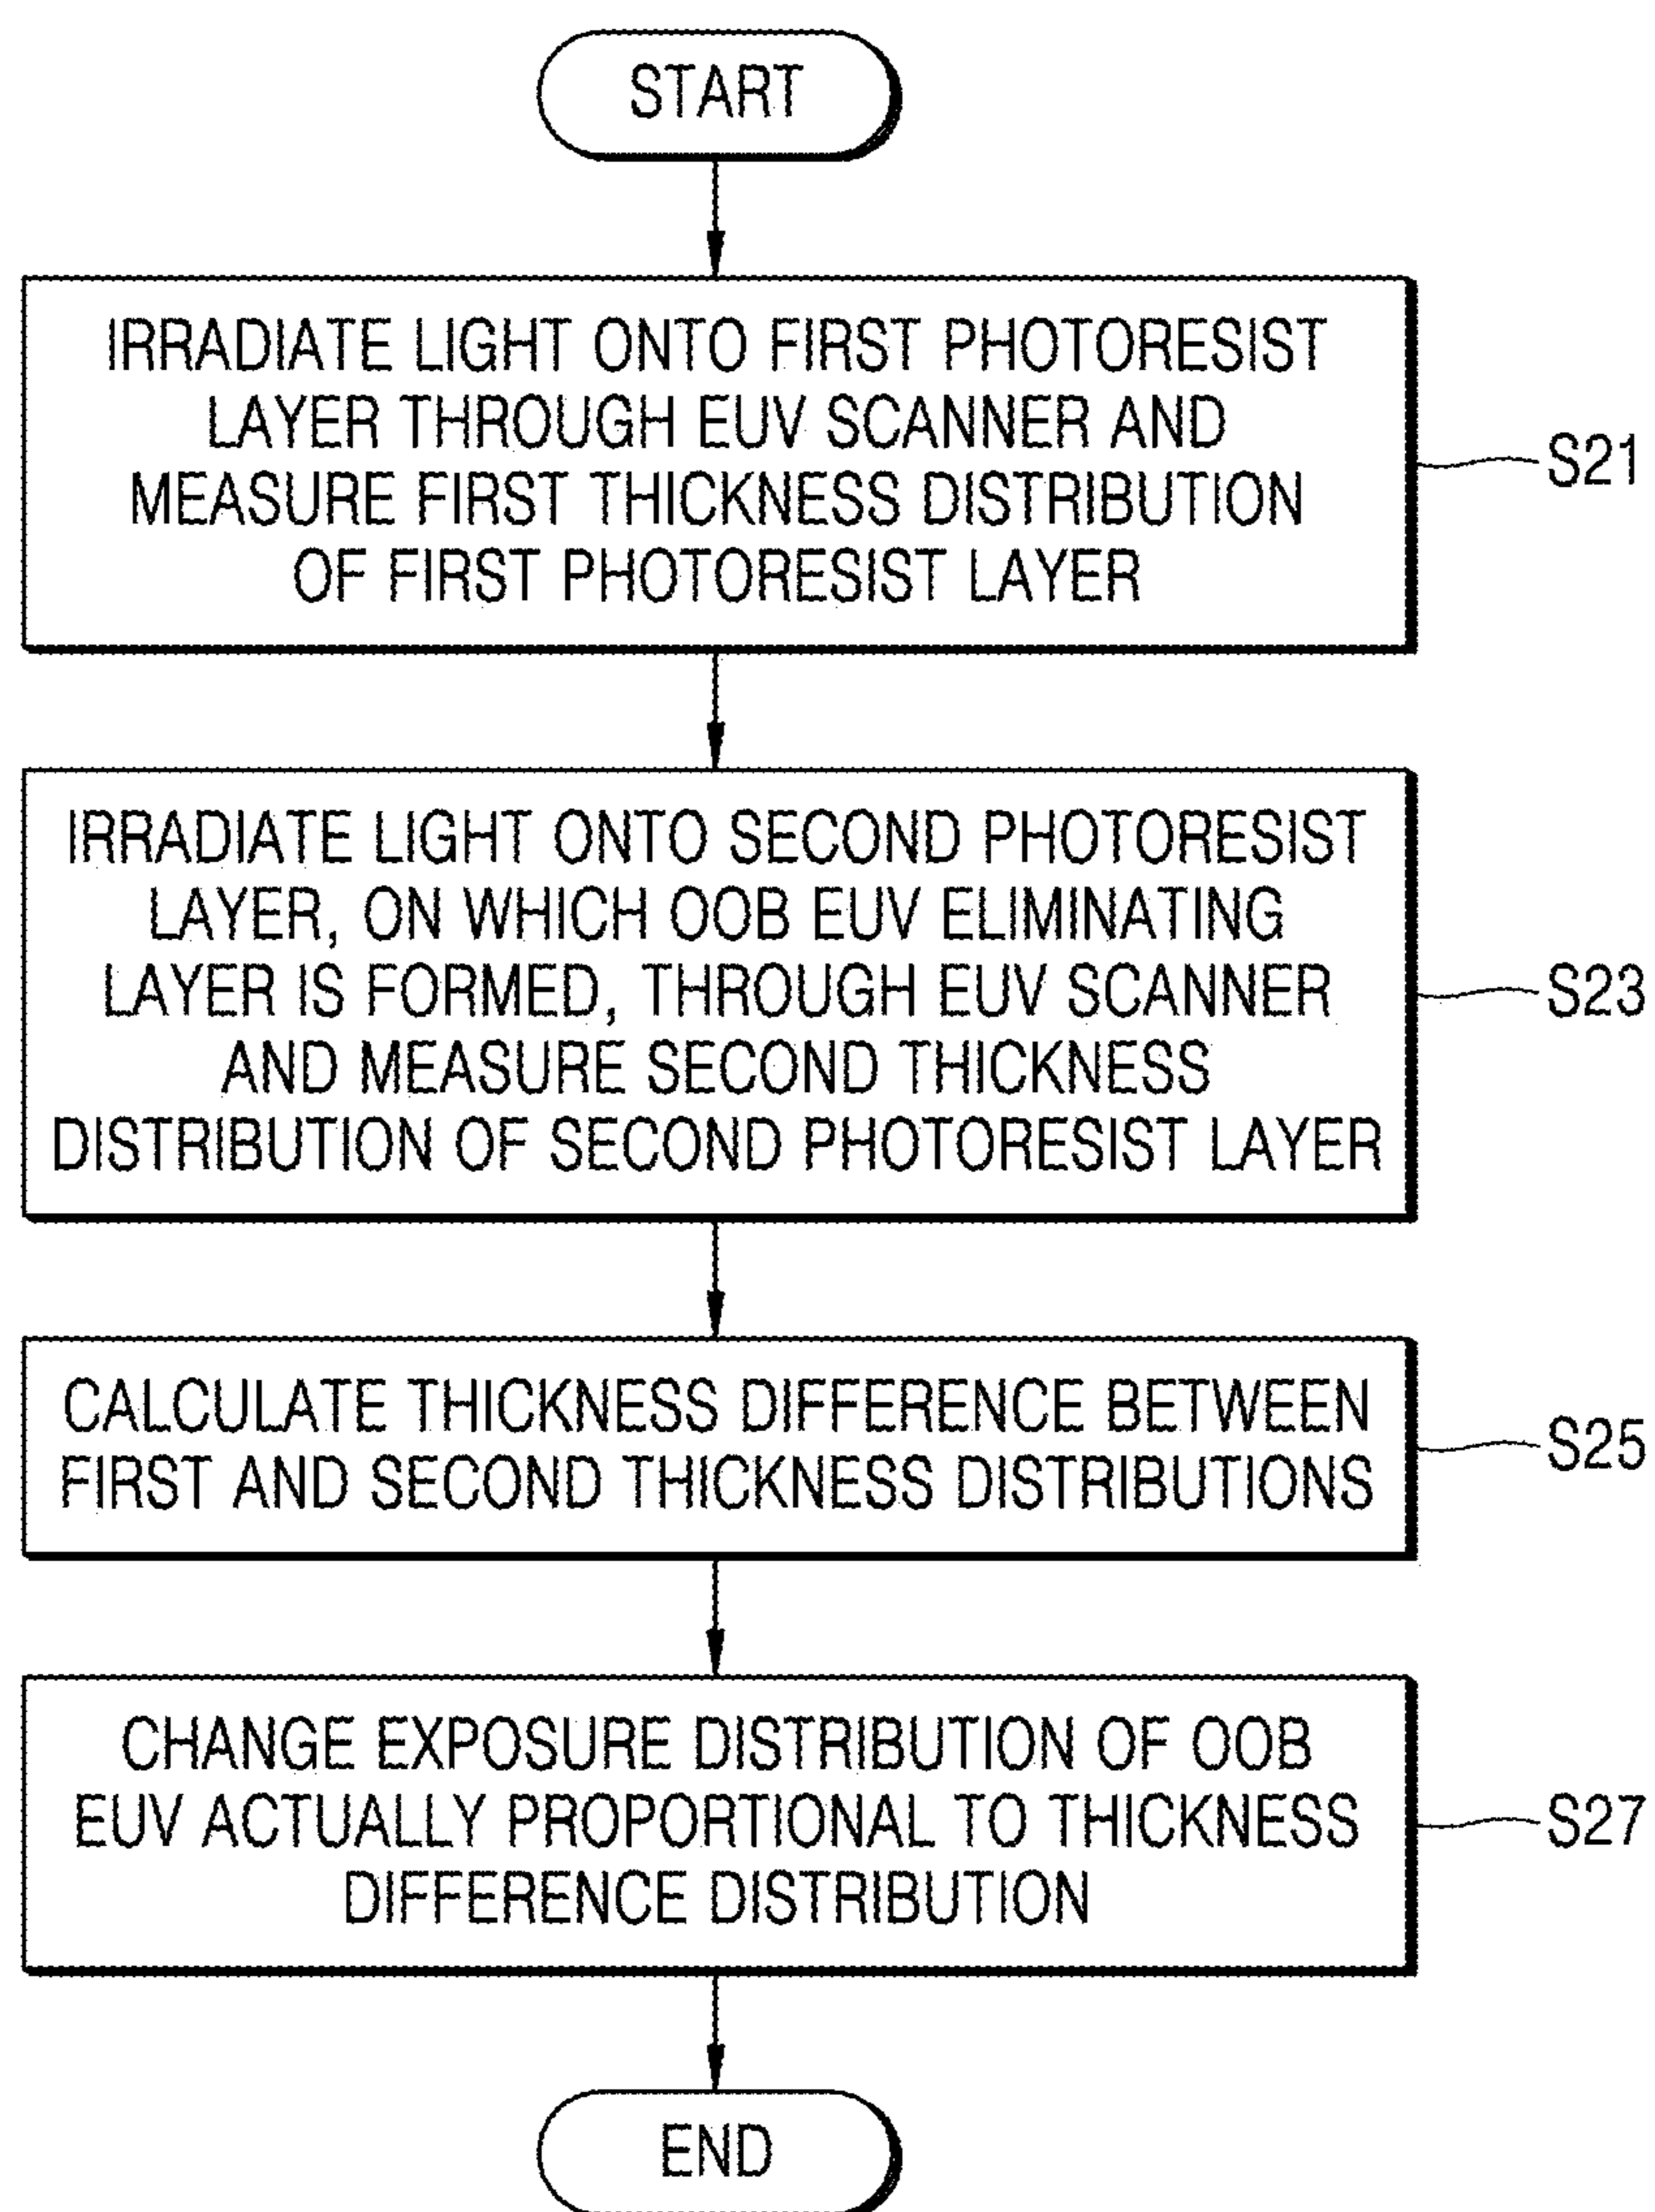 START
IRRADIATE LIGHT ONTO FIRST PHOTORESIST
LAYER THROUGH EUV SCANNER AND
MEASURE FIRST THICKNESS DISTRIBUTION
OF FIRST PHOTORESIST LAYER
S21
IRRADIATE LIGHT ONTO SECOND PHOTORESIST
LAYER, ON WHICH OOB EUV ELIMINATING
LAYER IS FORMED, THROUGH EUV SCANNER
AND MEASURE SECOND THICKNESS
DISTRIBUTION OF SECOND PHOTORESIST LAYER
S23
CALCULATE THICKNESS DIFFERENCE BETWEEN
FIRST AND SECOND THICKNESS DISTRIBUTIONS
S25
CHANGE EXPOSURE DISTRIBUTION OF OOB
EUV ACTUALLY PROPORTIONAL TO THICKNESS
DIFFERENCE DISTRIBUTION
S27
END